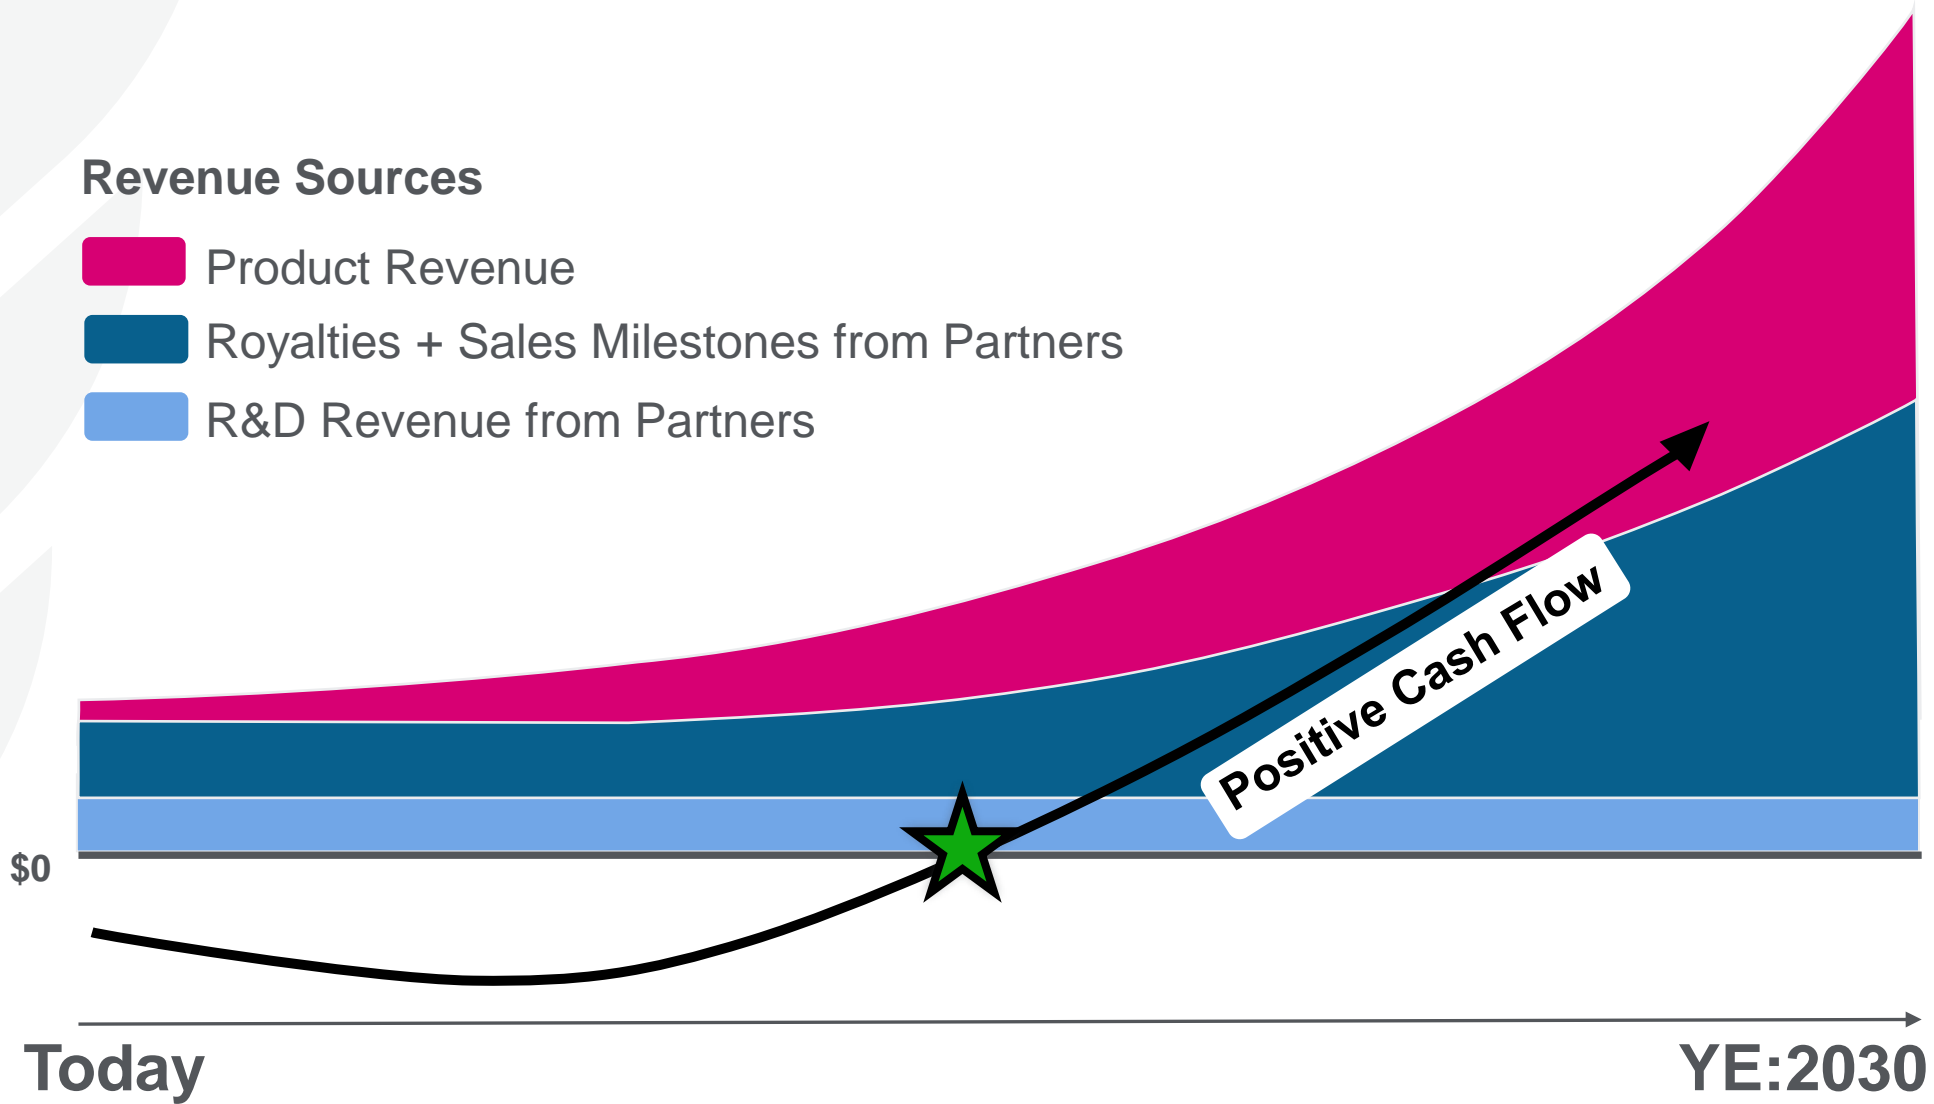 Revenue Sources
Product Revenue
Royalties + Sales Milestones from Partners
R&D Revenue from Partners
Positive Cash Flow
$0
Today
YE:2030